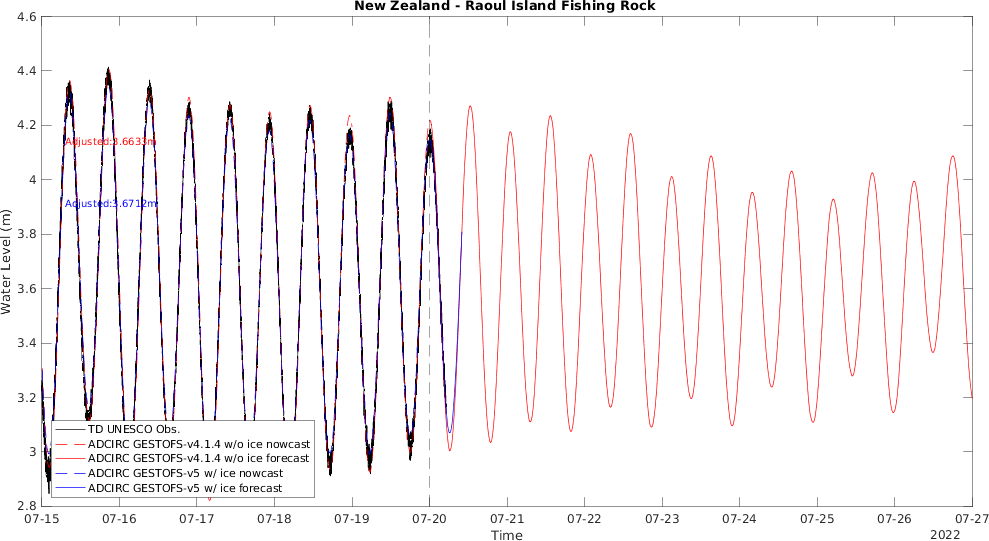 New Zealand - Raoul Island Fishing Rock
4.6
4.4
4.2
4
3.8
3.6
3.4
3.2
3
2.8
Water Level (m)
Adjusted:3.6633m
Adjusted:3.6712m
TD UNESCO Obs.
ADCIRC GESTOFS-v4.1.4 w/o ice nowcast
ADCIRC GESTOFS-v4.1.4 w/o ice forecast
ADCIRC GESTOFS-v5 w/ ice nowcast
ADCIRC GESTOFS-v5 w/ ice forecast
07-15 07-16 07-17 07-18 07-19 07-20 07-21 07-22 07-23 07-24 07-25 07-26 07-27
Time
2022